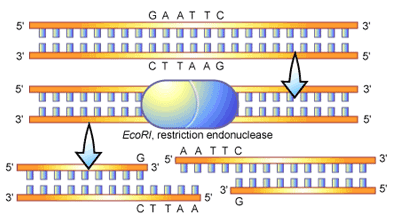 G A A T T C
5' 3'
3' 5'
C T T A A G
5' 3'
3' 5'
EcoRI, restriction endonuclease
G A A T T C
5' 3' 5' 3'
3' 5' 3' 5'
C T T A A G